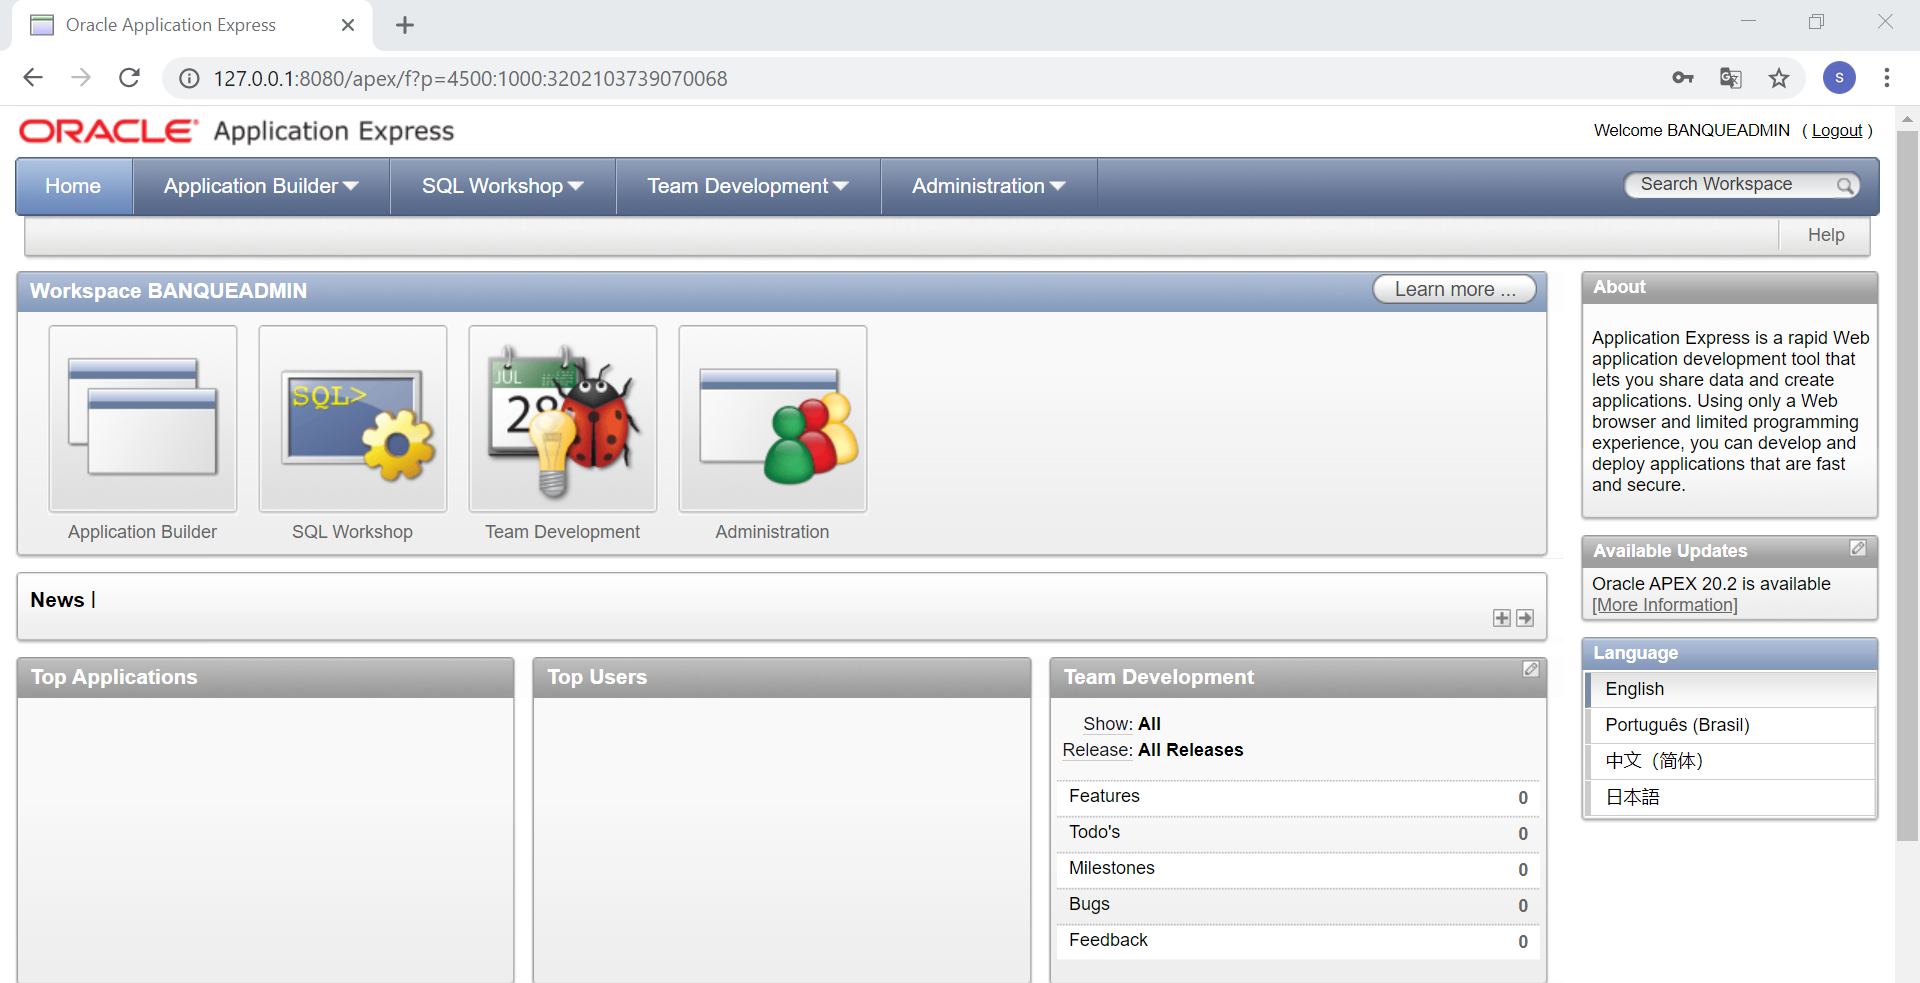 Oracle Application Express
127.0.0.1:8080/apex/f?p=4500:1000:3202103739070068
S
ORACLE Application Express
Welcome BANQUEADMIN ( Logout )
Home
Application Builder
SQL Workshop
Team Development
Administration
Search Workspace
Help
Workspace BANQUEADMIN
Learn more ...
SQL>
JUL
28
Application Builder
SQL Workshop
Team Development
Administration
About
Application Express is a rapid Web
application development tool that
lets you share data and create
applications. Using only a Web
browser and limited programming
experience, you can develop and
deploy applications that are fast
and secure.
Available Updates
Oracle APEX 20.2 is available
[More Information]
News |
Language
English
Português (Brasil)
中文（简体）
日本語
Top Applications
Top Users
Team Development
Show: All
Release: All Releases
Features 0
Todo's 0
Milestones 0
Bugs 0
Feedback 0